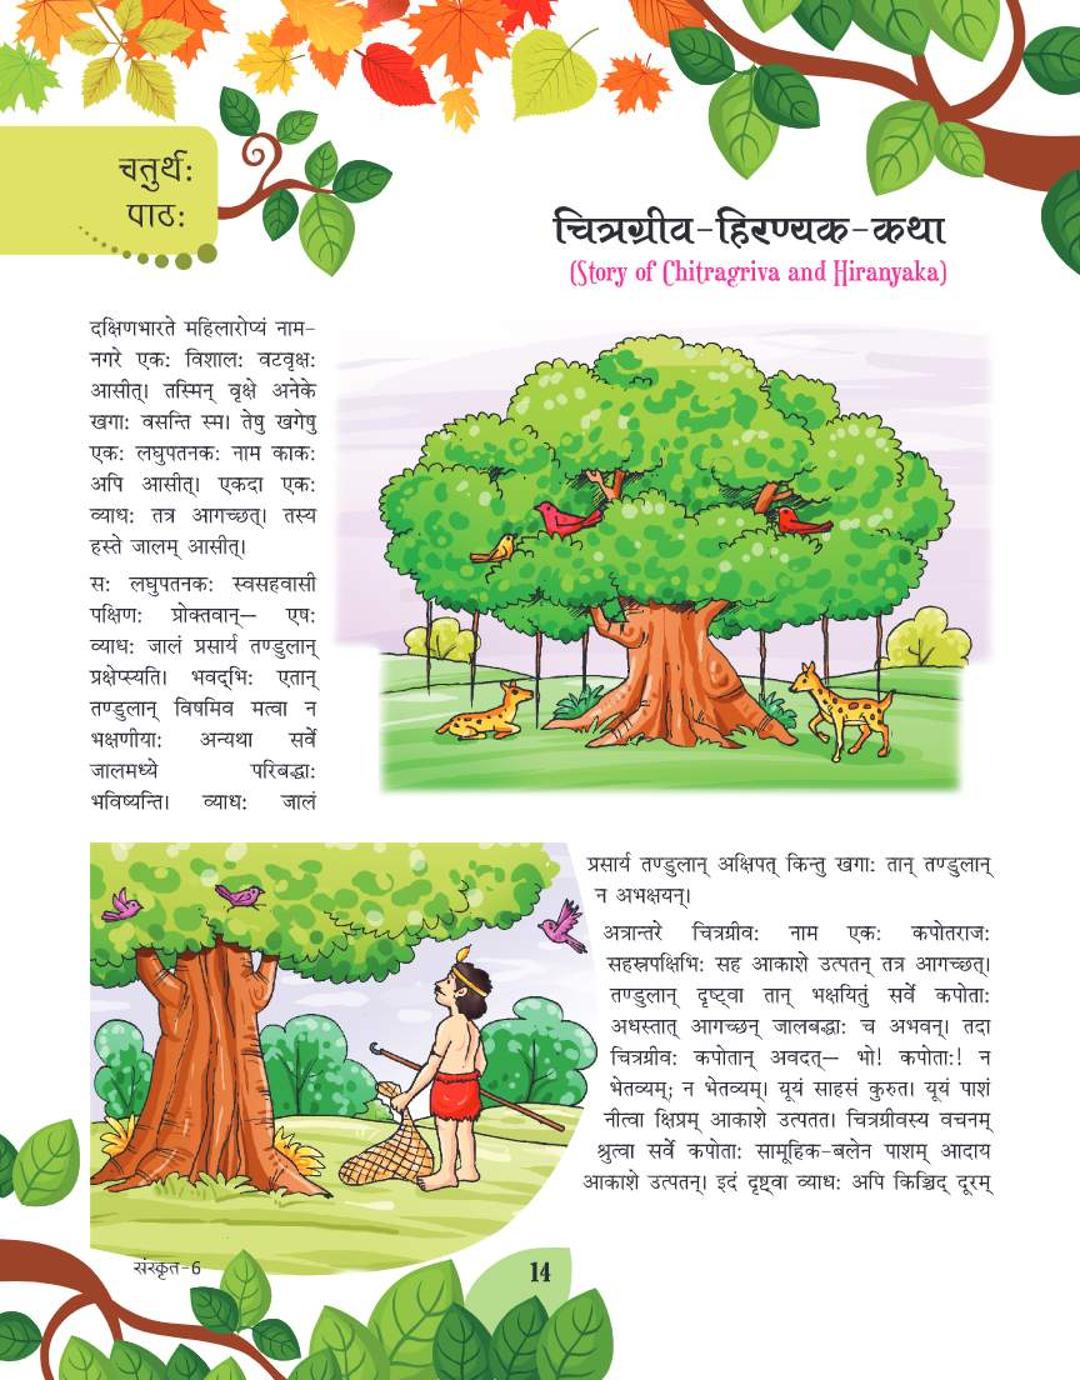 चतुर्थः
पाठः
चित्रग्रीव-हिरण्यक-कथा
(Story of Chitragriva and Hiranyaka)
दक्षिणभारते महिलारोप्यं नाम-
नगरे एकः विशालः वटवृक्षः
आसीत्। तस्मिन् वृक्षे अनेके
खगाः वसन्ति स्म। तेषु खगेषु
एकः लघुपतनकः नाम काकः
अपि आसीत्। एकदा एकः
व्याधः तत्र आगच्छत्। तस्य
हस्ते जालम् आसीत्।
सः लघुपतनकः स्वसहवासी
पक्षिणः प्रोक्तवान्— एषः
व्याधः जालं प्रसार्य तण्डुलान्
प्रक्षेप्स्यति। भवद्भिः एतान्
तण्डुलान् विषमिव मत्वा न
भक्षणीयाः अन्यथा सर्वे
जालमध्ये परिबद्धाः
भविष्यन्ति। व्याधः जालं
प्रसार्य तण्डुलान् अक्षिपत् किन्तु खगाः तान् तण्डुलान्
न अभक्षयन्।
अत्रान्तरे चित्रग्रीवः नाम एकः कपोतराजः
सहस्रपक्षिभिः सह आकाशे उत्पतन् तत्र आगच्छत्।
तण्डुलान् दृष्ट्वा तान् भक्षयितुं सर्वे कपोताः
अधस्तात् आगच्छन् जालबद्धाः च अभवन्। तदा
चित्रग्रीवः कपोतान् अवदत्— भो! कपोताः! न
भेतव्यम्; न भेतव्यम्। यूयं साहसं कुरुत। यूयं पाशं
नीत्वा क्षिप्रम् आकाशे उत्पतत। चित्रग्रीवस्य वचनम्
श्रुत्वा सर्वे कपोताः सामूहिक-बलेन पाशम् आदाय
आकाशे उत्पतन्। इदं दृष्ट्वा व्याधः अपि किञ्चिद् दूरम्
संस्कृत-6
14